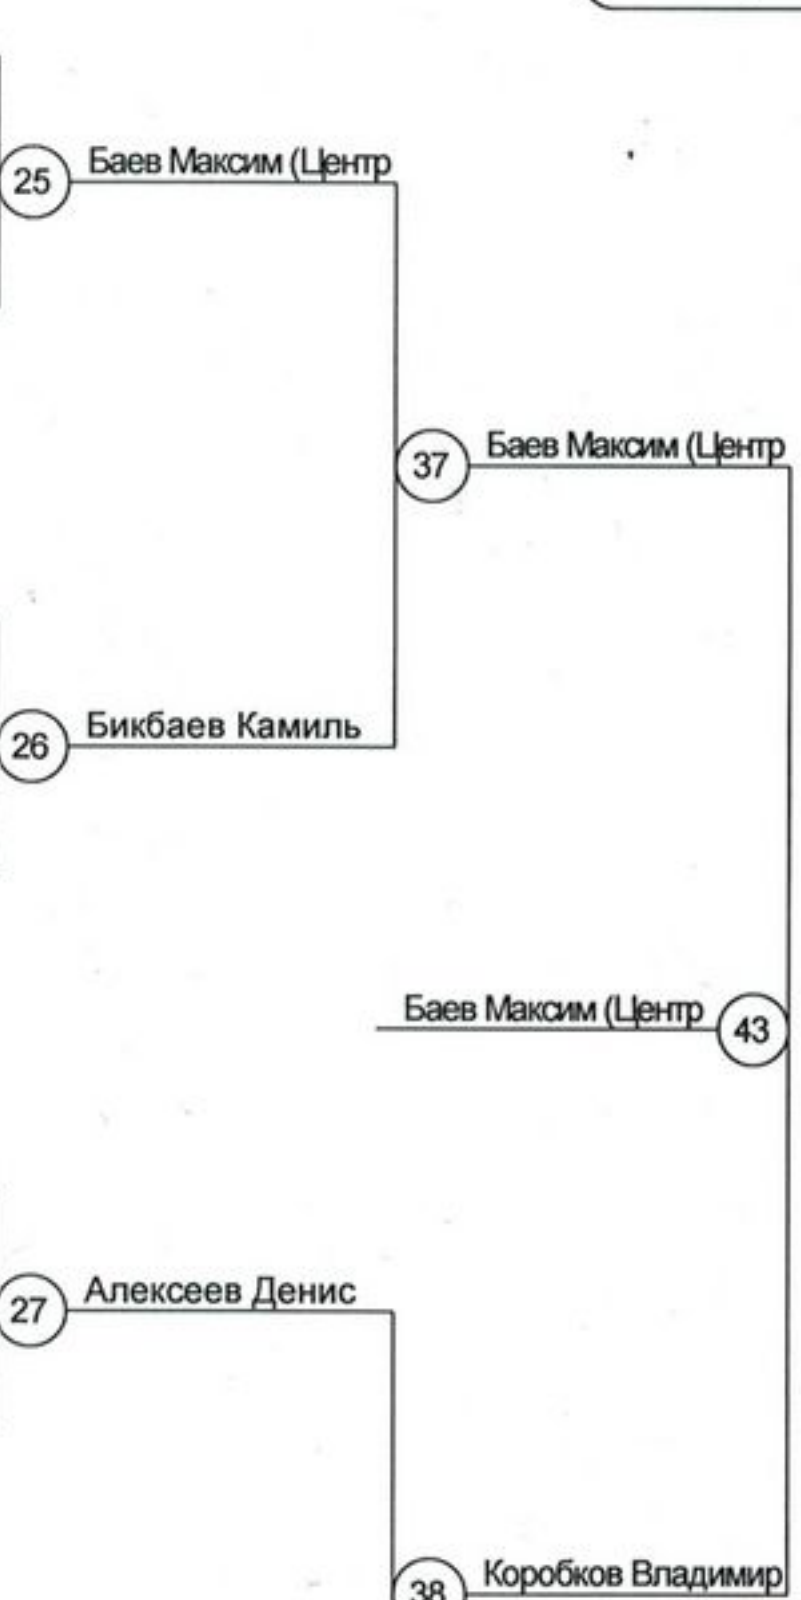 25 Баев Максим (Центр
37 Баев Максим (Центр
26 Бикбаев Камиль
Баев Максим (Центр 43
27 Алексеев Денис
38 Коробков Владимир